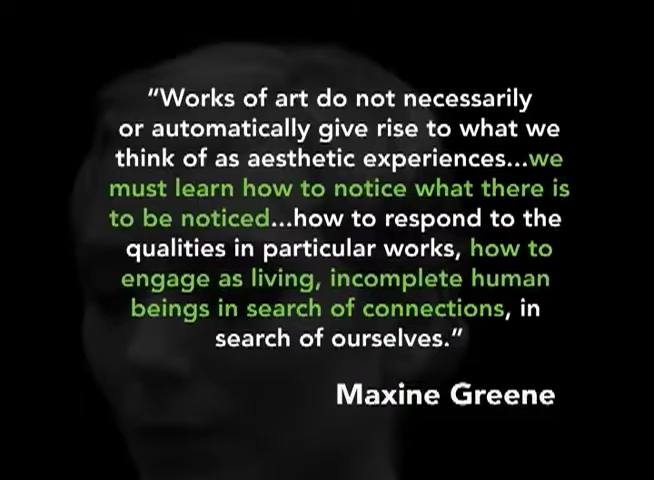 “Works of art do not necessarily
or automatically give rise to what we
think of as aesthetic experiences...we
must learn how to notice what there is
to be noticed...how to respond to the
qualities in particular works, how to
engage as living, incomplete human
beings in search of connections, in
search of ourselves.”
Maxine Greene